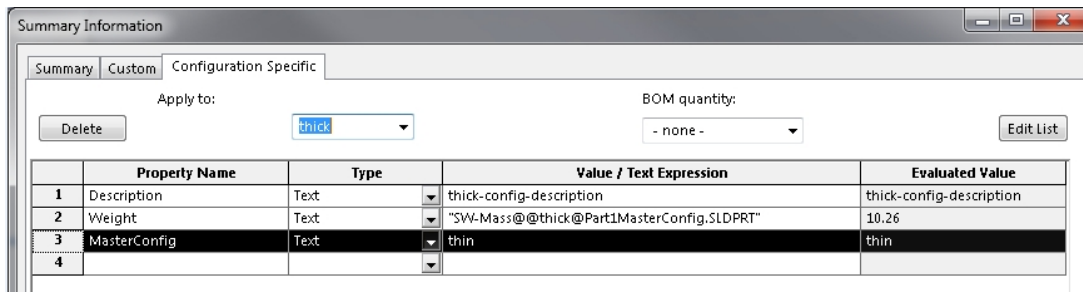 Summary Information
Summary Custom Configuration Specific
Apply to: BOM quantity:
Delete thick - none - Edit List
Property Name Type Value / Text Expression Evaluated Value
1 Description Text thick-config-description thick-config-description
2 Weight Text "SW-Mass@@thick@Part1MasterConfig.SLDPRT" 10.26
3 MasterConfig Text thin thin
4